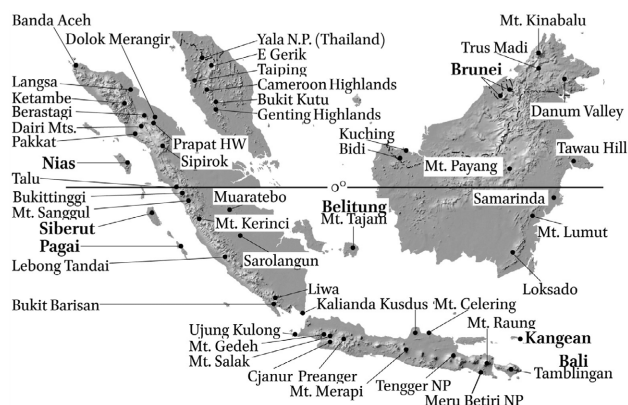 Banda Aceh
Dolok Merangir
Langsa
Ketambe
Berastagi
Dairi Mts.
Pakkat
Nias
Talu
Bukittinggi
Mt. Sanggul
Siberut
Pagai
Lebong Tandai
Bukit Barisan
Yala N.P. (Thailand)
E Gerik
Taiping
Cameroon Highlands
Bukit Kutu
Genting Highlands
Prapat HW
Sipirok
Muaratebo
Mt. Kerinci
Sarolangun
Liwa
Kalianda
0°
Belitung
Mt. Tajam
Mt. Kinabalu
Trus Madi
Brunei
Danum Valley
Kuching
Bidi
Mt. Payang
Tawau Hill
Samarinda
Mt. Lumut
Loksado
Kusdus
Mt. Celering
Mt. Raung
Kangean
Bali
Tamblingan
Ujung Kulong
Mt. Gedeh
Mt. Salak
Cjanur
Preanger
Mt. Merapi
Tengger NP
Meru Betiri NP